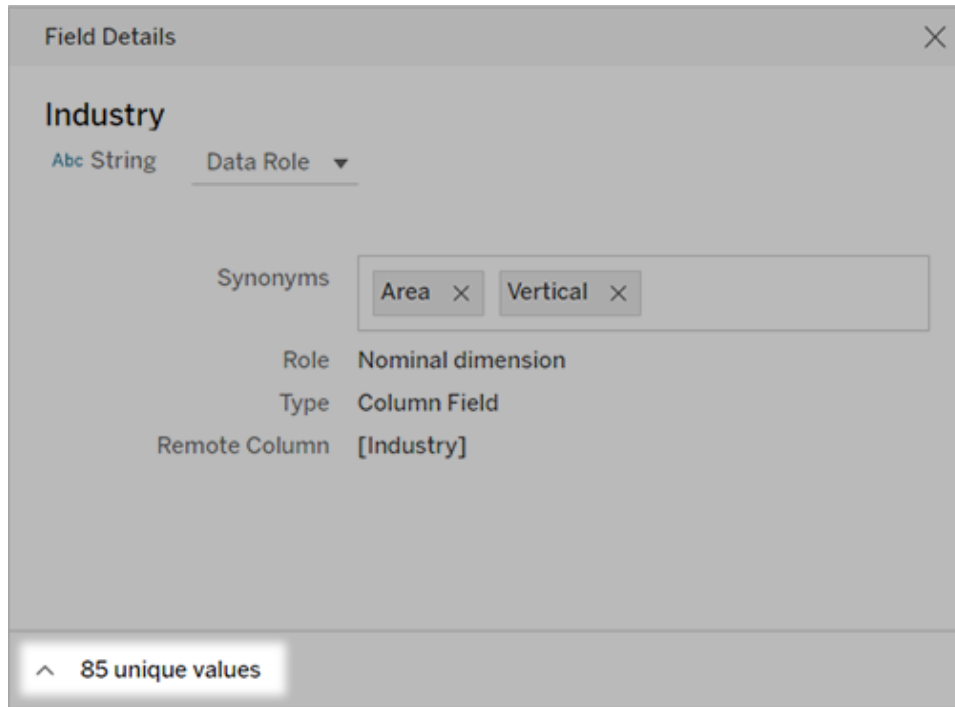 Field Details
Industry
Abc String Data Role
Synonyms Area Vertical
Role Nominal dimension
Type Column Field
Remote Column [Industry]
85 unique values